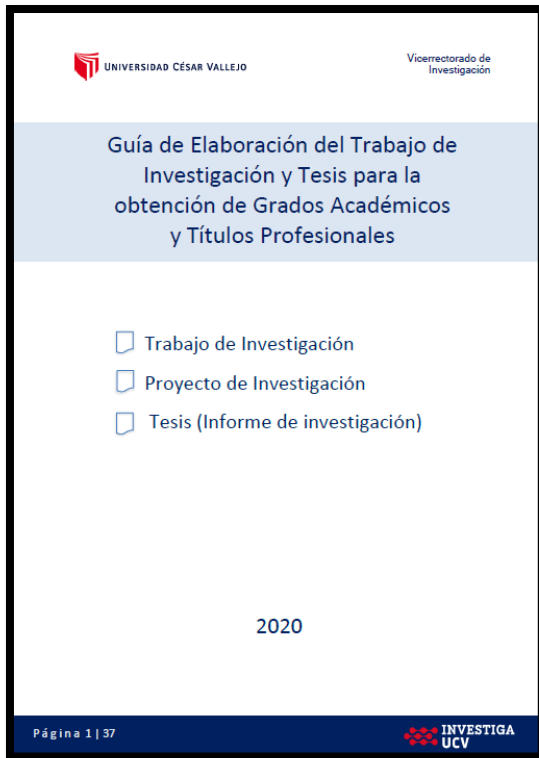 UNIVERSIDAD CÉSAR VALLEJO
Vicerrectorado de
Investigación
Guía de Elaboración del Trabajo de
Investigación y Tesis para la
obtención de Grados Académicos
y Títulos Profesionales
Trabajo de Investigación
Proyecto de Investigación
Tesis (Informe de investigación)
2020
Página 1|37
INVESTIGA
UCV